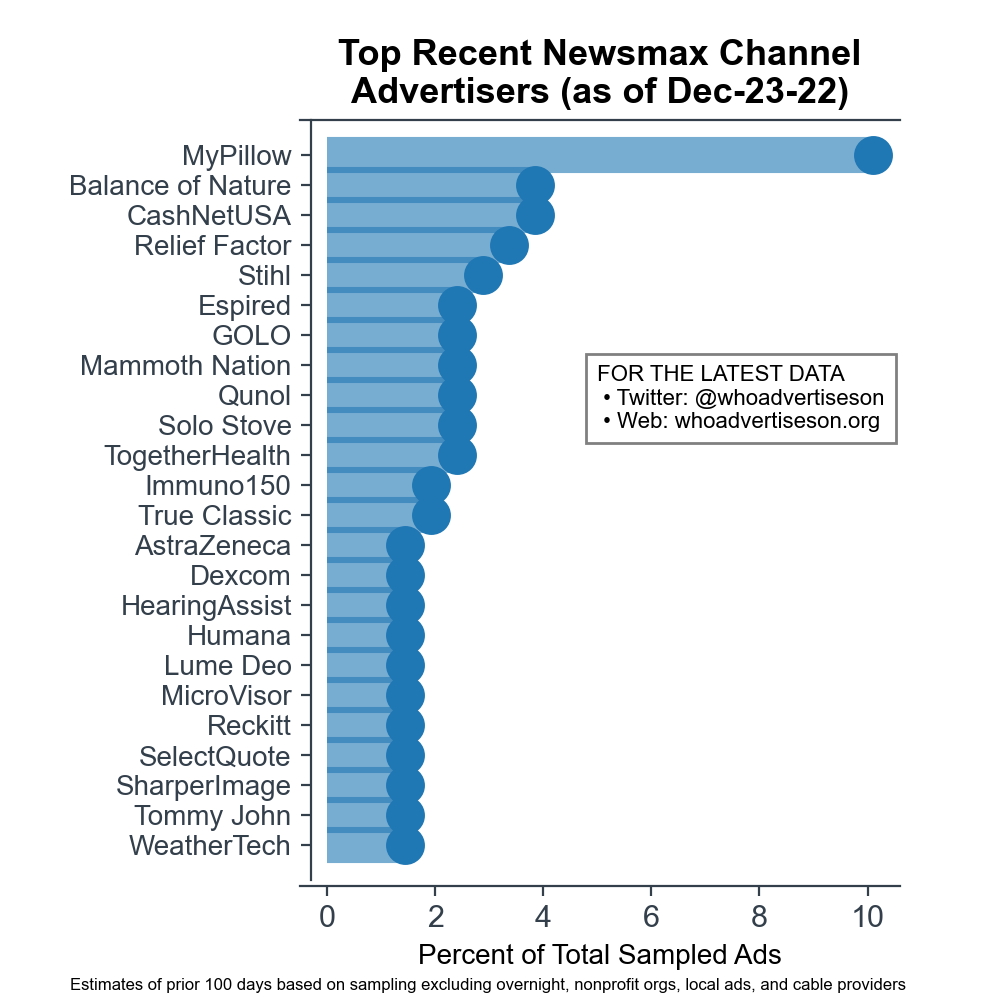 Top Recent Newsmax Channel
Advertisers (as of Dec-23-22)
MyPillow
Balance of Nature
CashNetUSA
Relief Factor
Stihl
Espired
GOLO
Mammoth Nation
Qunol
Solo Stove
TogetherHealth
Immuno150
True Classic
AstraZeneca
Dexcom
HearingAssist
Humana
Lume Deo
MicroVisor
Reckitt
SelectQuote
SharperImage
Tommy John
WeatherTech
FOR THE LATEST DATA
• Twitter: @whoadvertiseson
• Web: whoadvertiseson.org
0 2 4 6 8 10
Percent of Total Sampled Ads
Estimates of prior 100 days based on sampling excluding overnight, nonprofit orgs, local ads, and cable providers